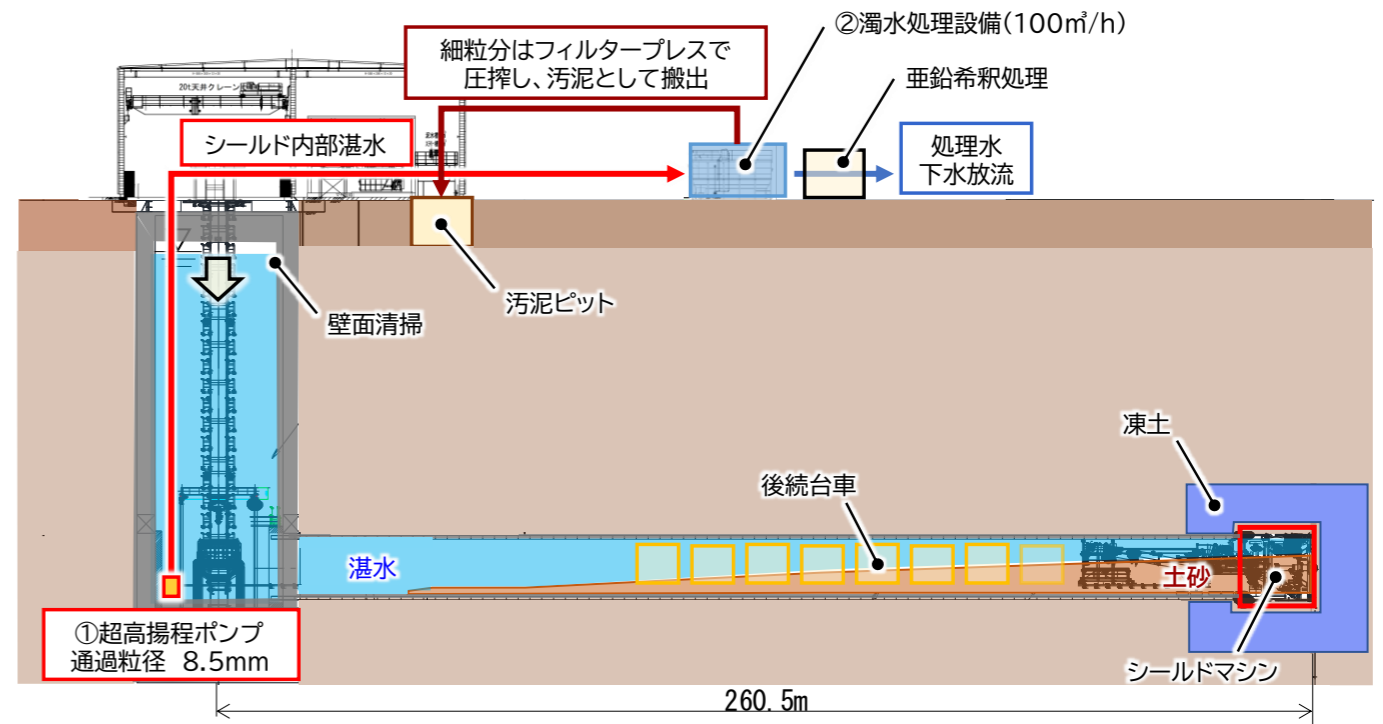 ②濁水処理設備(100㎥/h)
細粒分はフィルタープレスで
圧搾し、汚泥として搬出
亜鉛希釈処理
20t天井クレーン
シールド内部湛水
処理水
下水放流
汚泥ピット
壁面清掃
凍土
後続台車
湛水
土砂
①超高揚程ポンプ
通過粒径 8.5mm
シールドマシン
260.5m